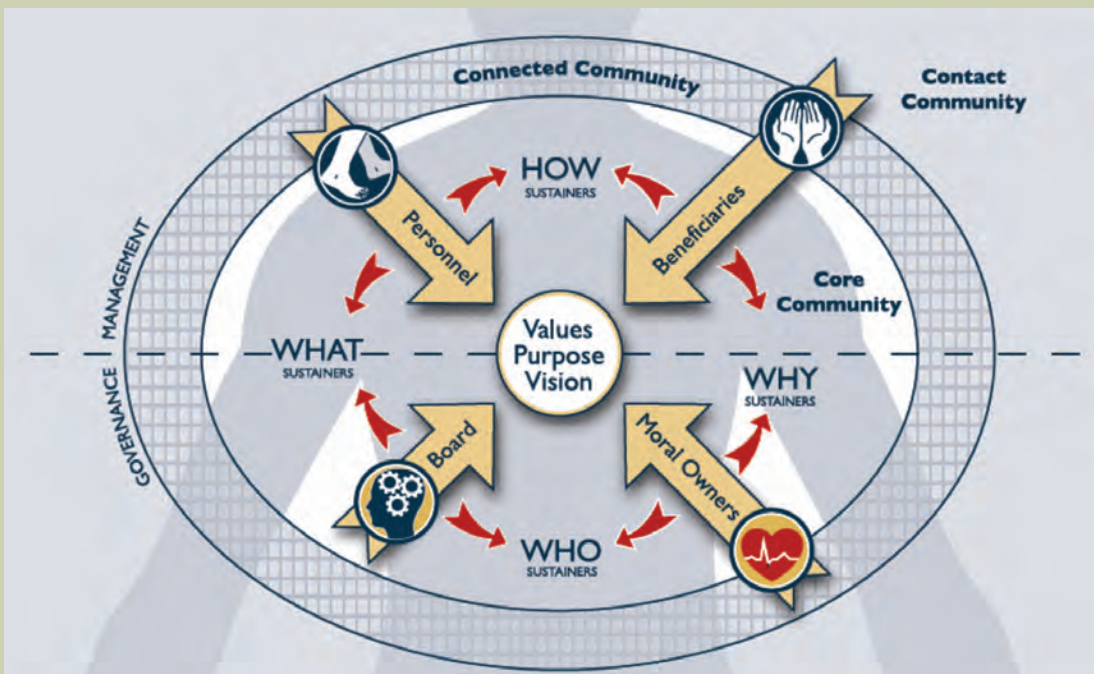 Connected Community
Contact
Community
HOW
SUSTAINERS
Personnel
Beneficiaries
Core
Community
MANAGEMENT
GOVERNANCE
WHAT
SUSTAINERS
Values
Purpose
Vision
WHY
SUSTAINERS
Board
Moral Owners
WHO
SUSTAINERS